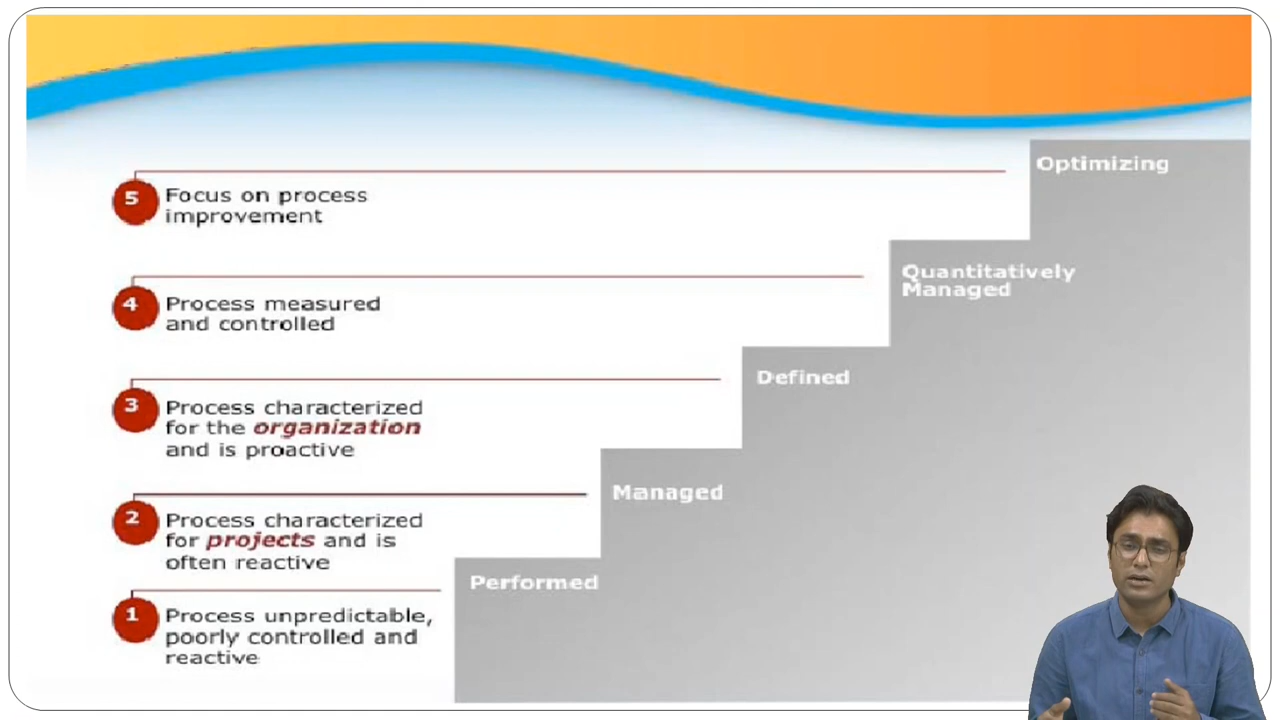 Optimizing
5
Focus on process
improvement
Quantitatively
Managed
4
Process measured
and controlled
Defined
3
Process characterized
for the organization
and is proactive
Managed
2
Process characterized
for projects and is
often reactive
Performed
1
Process unpredictable,
poorly controlled and
reactive